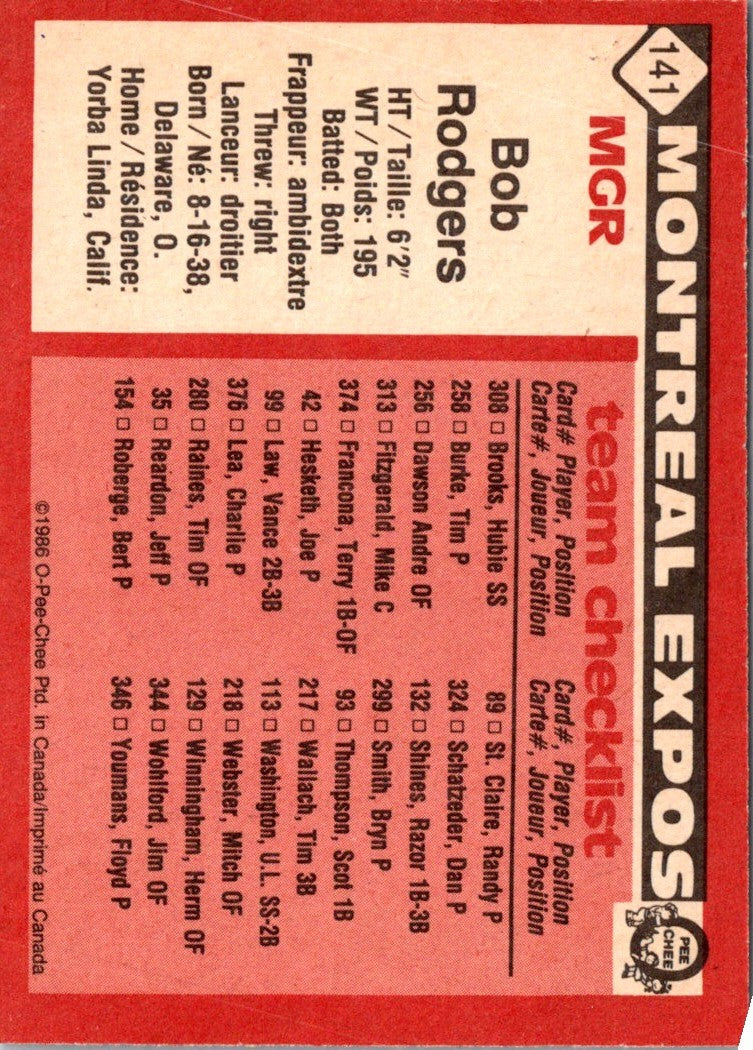 141
MONTREAL EXPOS
O PEE CHEE
MGR
Bob
Rodgers
HT / Taille: 6'2"
WT / Poids: 195
Batted: Both
Frappeur: ambidextre
Threw: right
Lanceur: droitier
Born / Né: 8-16-38,
Delaware, O.
Home / Résidence:
Yorba Linda, Calif.
team checklist
Card# Player, Position
Carte#, Joueur, Position
308 □ Brooks, Hubie SS
258 □ Burke, Tim P
256 □ Dawson Andre OF
313 □ Fitzgerald, Mike C
374 □ Francona, Terry 1B-OF
42 □ Hesketh, Joe P
99 □ Law, Vance 2B-3B
376 □ Lea, Charlie P
280 □ Raines, Tim OF
35 □ Reardon, Jeff P
154 □ Roberge, Bert P
Card#, Player, Position
Carte#, Joueur, Position
89 □ St. Claire, Randy P
324 □ Schatzeder, Dan P
132 □ Shines, Razor 1B-3B
299 □ Smith, Bryn P
93 □ Thompson, Scot 1B
217 □ Wallach, Tim 3B
113 □ Washington, U.L. SS-2B
218 □ Webster, Mitch OF
129 □ Winningham, Herm OF
344 □ Wohlford, Jim OF
346 □ Youmans, Floyd P
©1986 O-Pee-Chee Ptd. in Canada/Imprimé au Canada